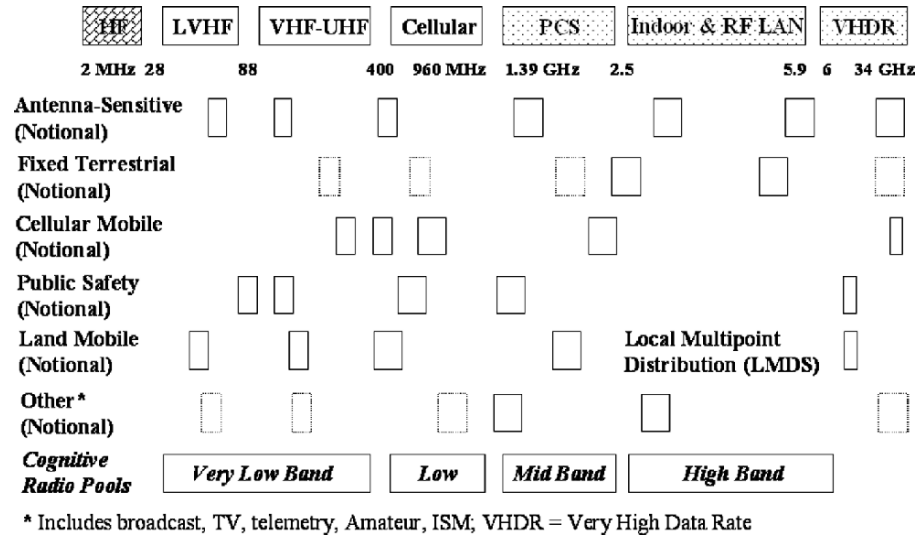 HF LVHF VHF-UHF Cellular PCS Indoor & RF LAN VHDR
2 MHz 28 88 400 960 MHz 1.39 GHz 2.5 5.9 6 34 GHz
Antenna-Sensitive
(Notional)
Fixed Terrestrial
(Notional)
Cellular Mobile
(Notional)
Public Safety
(Notional)
Land Mobile
(Notional)
Local Multipoint
Distribution (LMDS)
Other*
(Notional)
Cognitive
Radio Pools
Very Low Band Low Mid Band High Band
* Includes broadcast, TV, telemetry, Amateur, ISM; VHDR = Very High Data Rate